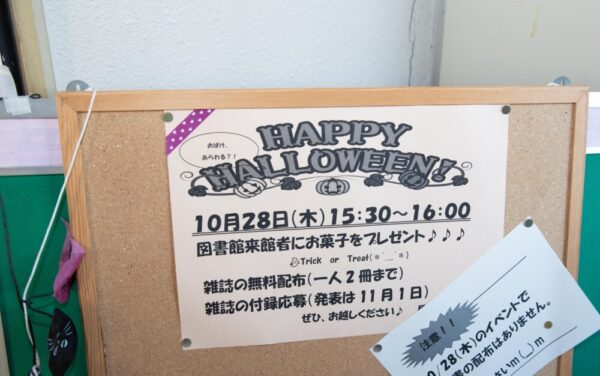 おばけ、
あらわる？！
HAPPY
HALLOWEEN!
10月28日(木)15:30～16:00
図書館来館者にお菓子をプレゼント♪♪♪
Trick or Treat(*´▽｀*)
雑誌の無料配布(一人２冊まで)
雑誌の付録応募(発表は11月1日)
ぜひ、お越しください♪
注意！！
0/28(木)のイベントで
の配布はありません。
さいm(_)m